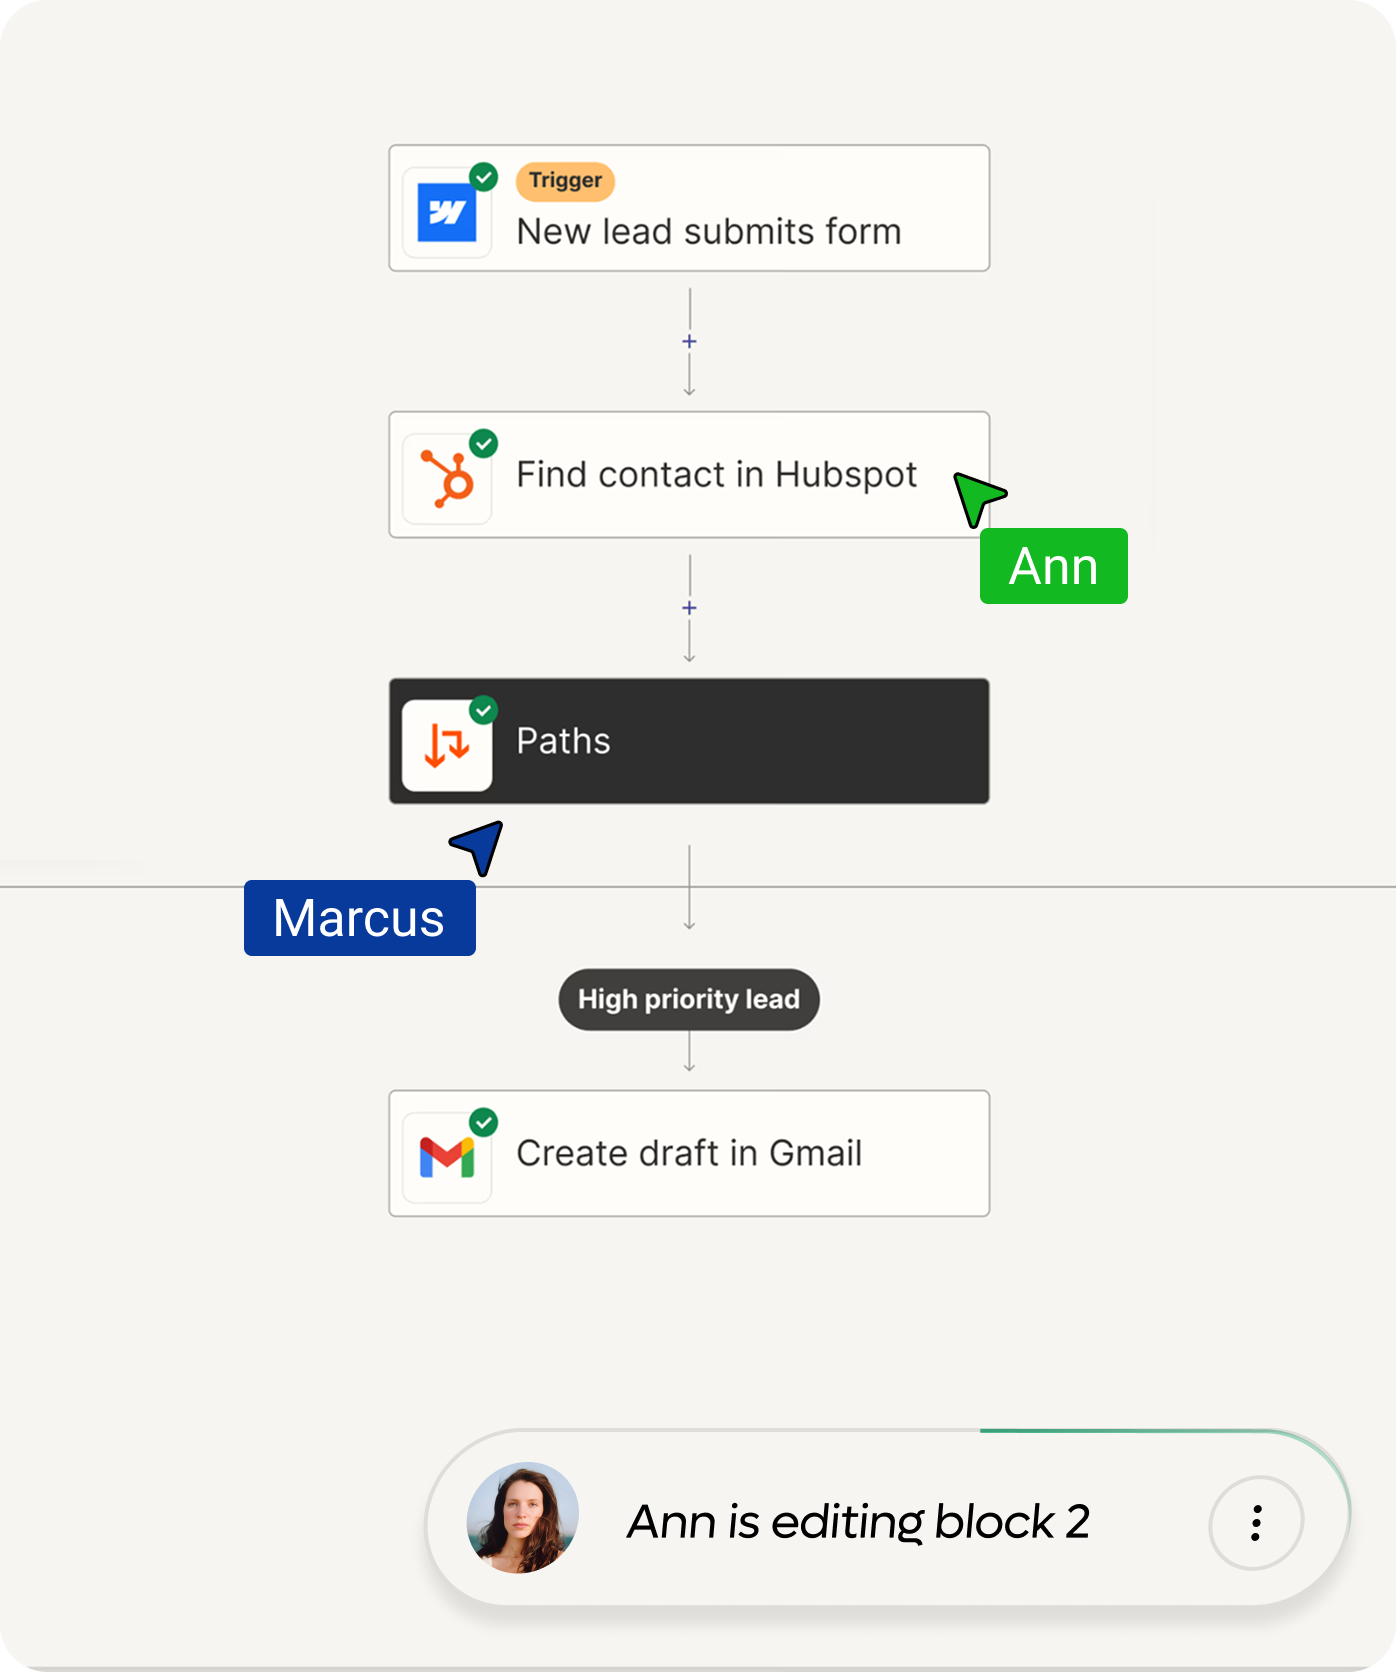 Trigger
New lead submits form
Find contact in Hubspot
Ann
Paths
Marcus
High priority lead
Create draft in Gmail
Ann is editing block 2